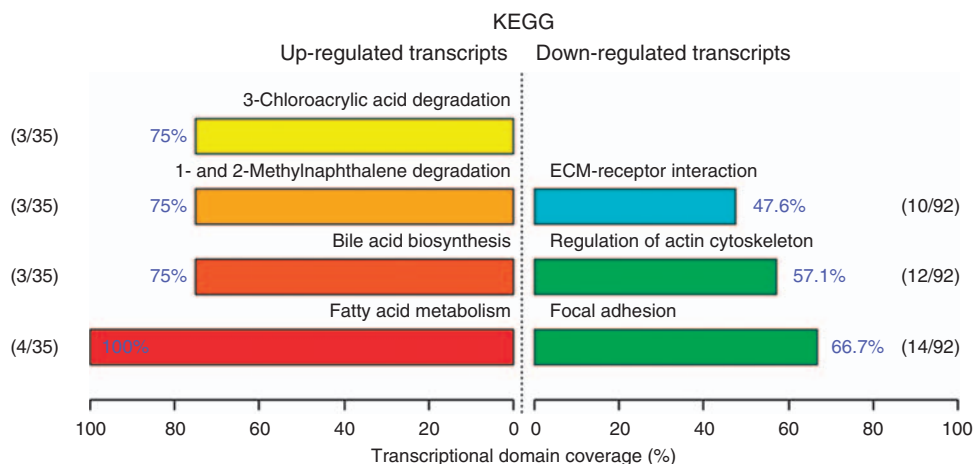 KEGG
Up-regulated transcripts Down-regulated transcripts
3-Chloroacrylic acid degradation
(3/35) 75%
1- and 2-Methylnaphthalene degradation ECM-receptor interaction
(3/35) 75% 47.6% (10/92)
Bile acid biosynthesis Regulation of actin cytoskeleton
(3/35) 75% 57.1% (12/92)
Fatty acid metabolism Focal adhesion
(4/35) 100% 66.7% (14/92)
100 80 60 40 20 0 0 20 40 60 80 100
Transcriptional domain coverage (%)